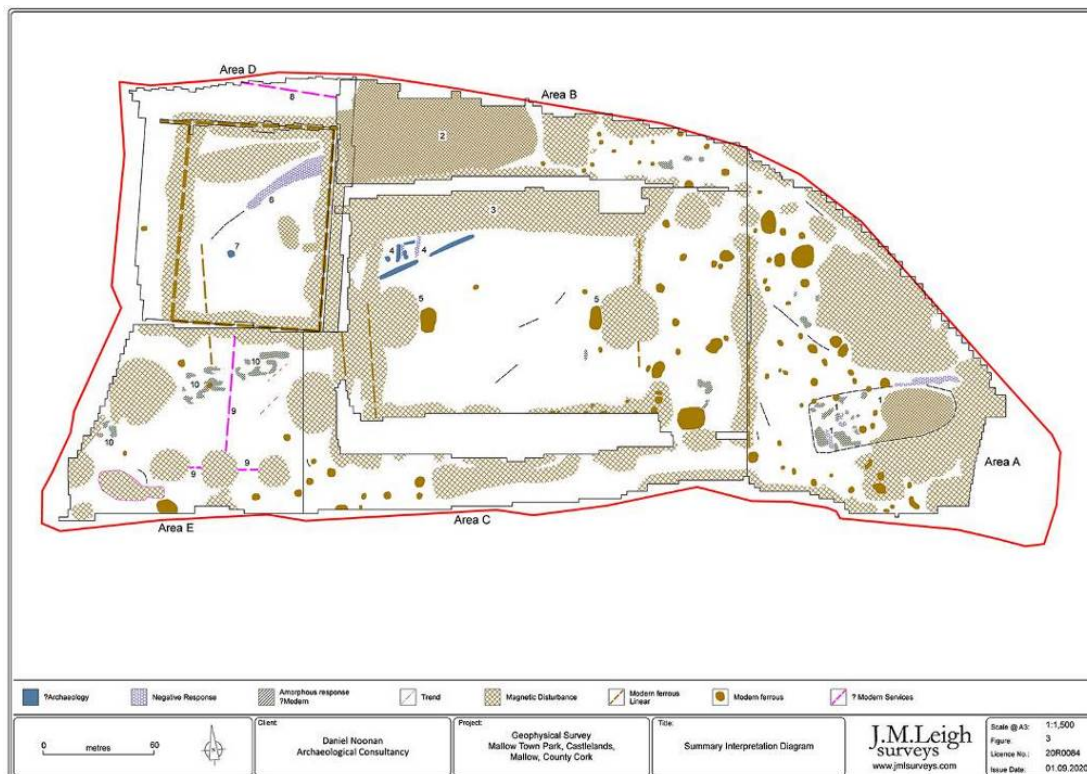 Area D
Area B
8
2
3
6
7
4
4
5
5
10
10
9
1
1
10
1
9
9
Area A
Area E
Area C
?Archaeology
Negative Response
Amorphous response
?Modern
Trend
Magnetic Disturbance
Modern ferrous
Linear
Modern ferrous
? Modern Services
0 metres 60
Client:
Daniel Noonan
Archaeological Consultancy
Project:
Geophysical Survey
Mallow Town Park, Castlelands,
Mallow, County Cork
Title:
Summary Interpretation Diagram
J.M.Leigh
surveys
www.jmlsurveys.com
Scale @ A3: 1:1,500
Figure: 3
Licence No.: 20R0084
Issue Date: 01.09.2020